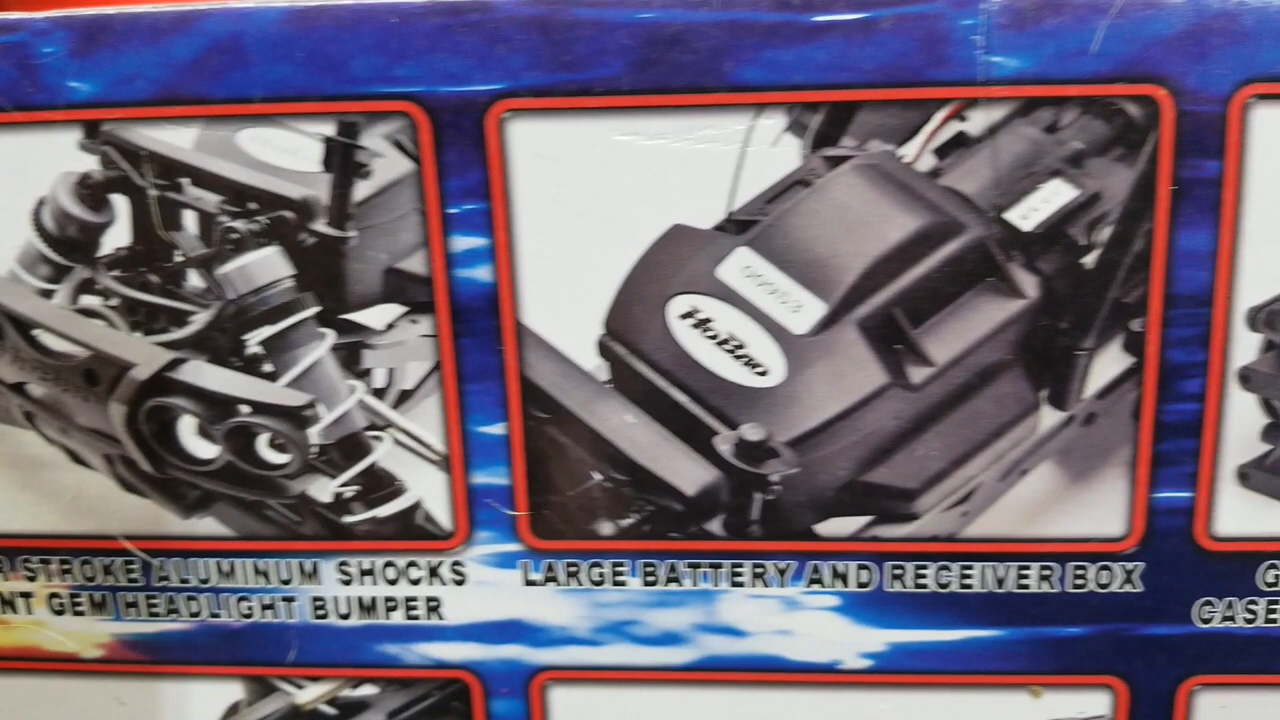 STROKE ALUMINUM SHOCKS
NT GEM HEADLIGHT BUMPER
HoBao
LARGE BATTERY AND RECEIVER BOX
G
CASE